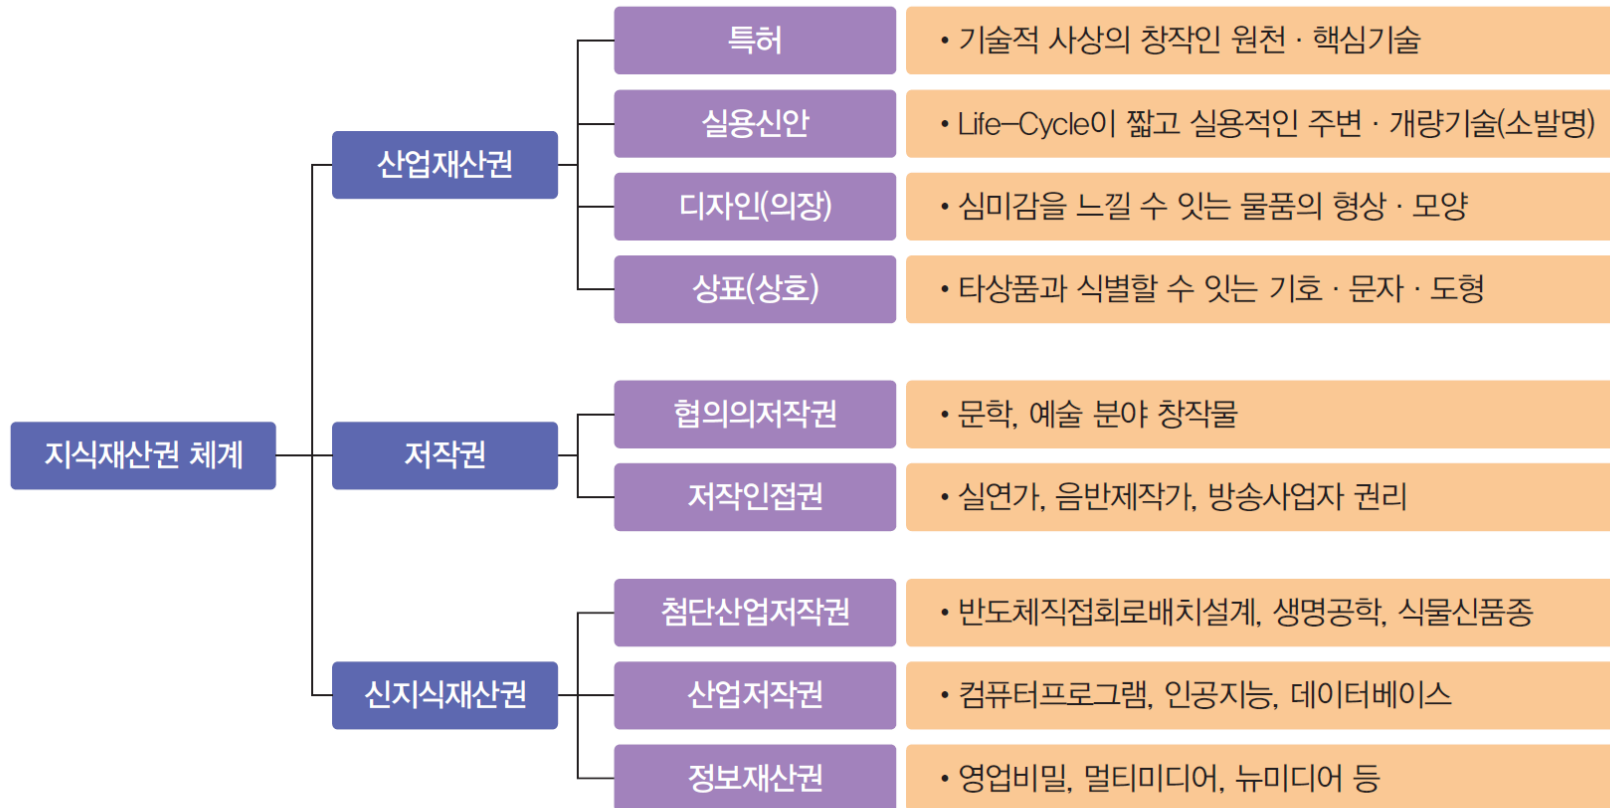 특허
• 기술적 사상의 창작인 원천 · 핵심기술
실용신안
• Life-Cycle이 짧고 실용적인 주변 · 개량기술(소발명)
산업재산권
디자인(의장)
• 심미감을 느낄 수 잇는 물품의 형상 · 모양
상표(상호)
• 타상품과 식별할 수 잇는 기호 · 문자 · 도형
지식재산권 체계
저작권
협의의저작권
• 문학, 예술 분야 창작물
저작인접권
• 실연가, 음반제작가, 방송사업자 권리
신지식재산권
첨단산업저작권
• 반도체직접회로배치설계, 생명공학, 식물신품종
산업저작권
• 컴퓨터프로그램, 인공지능, 데이터베이스
정보재산권
• 영업비밀, 멀티미디어, 뉴미디어 등